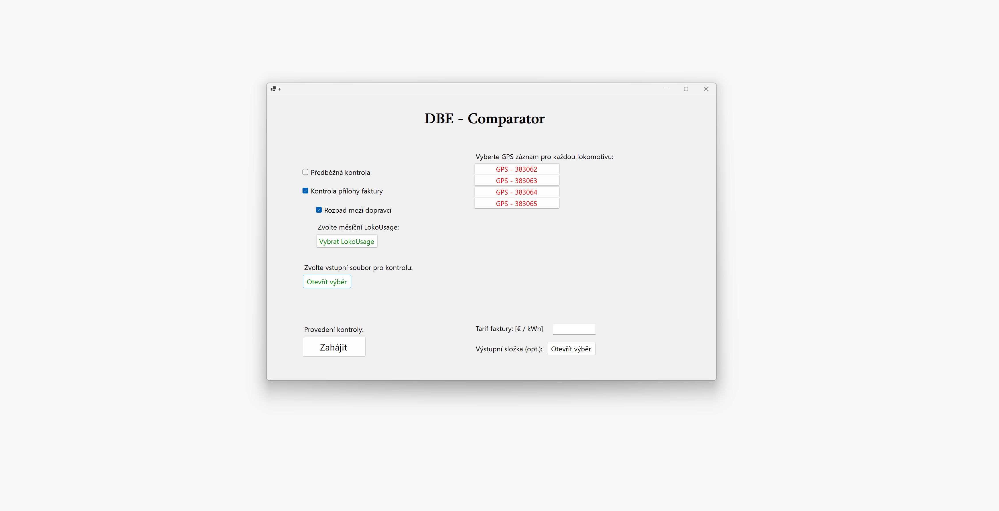 +
DBE - Comparator
Předběžná kontrola
Kontrola přílohy faktury
Rozpad mezi dopravci
Zvolte měsíční LokoUsage:
Vybrat LokoUsage
Zvolte vstupní soubor pro kontrolu:
Otevřít výběr
Provedení kontroly:
Zahájit
Vyberte GPS záznam pro každou lokomotivu:
GPS - 383062
GPS - 383063
GPS - 383064
GPS - 383065
Tarif faktury: [€ / kWh]
Výstupní složka (opt.): Otevřít výběr